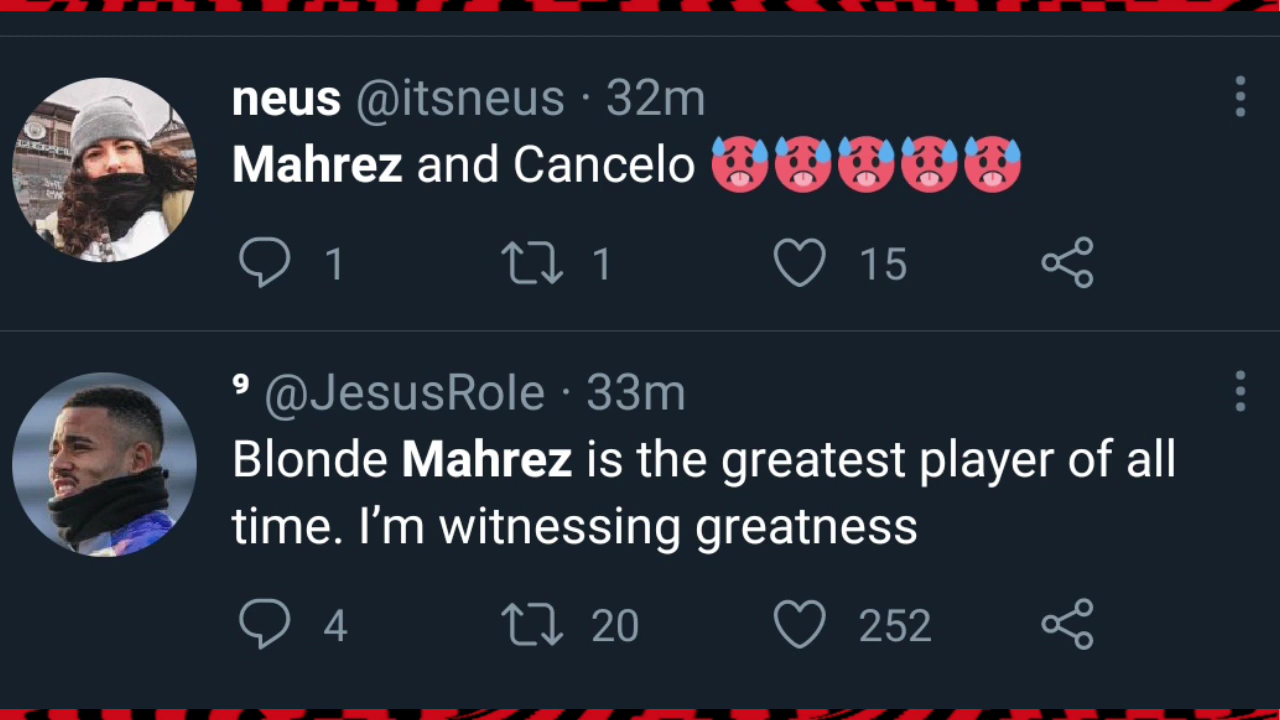 neus @itsneus · 32m
Mahrez and Cancelo 🥵🥵🥵🥵🥵
1 1 15
⁹ @JesusRole · 33m
Blonde Mahrez is the greatest player of all
time. I’m witnessing greatness
4 20 252